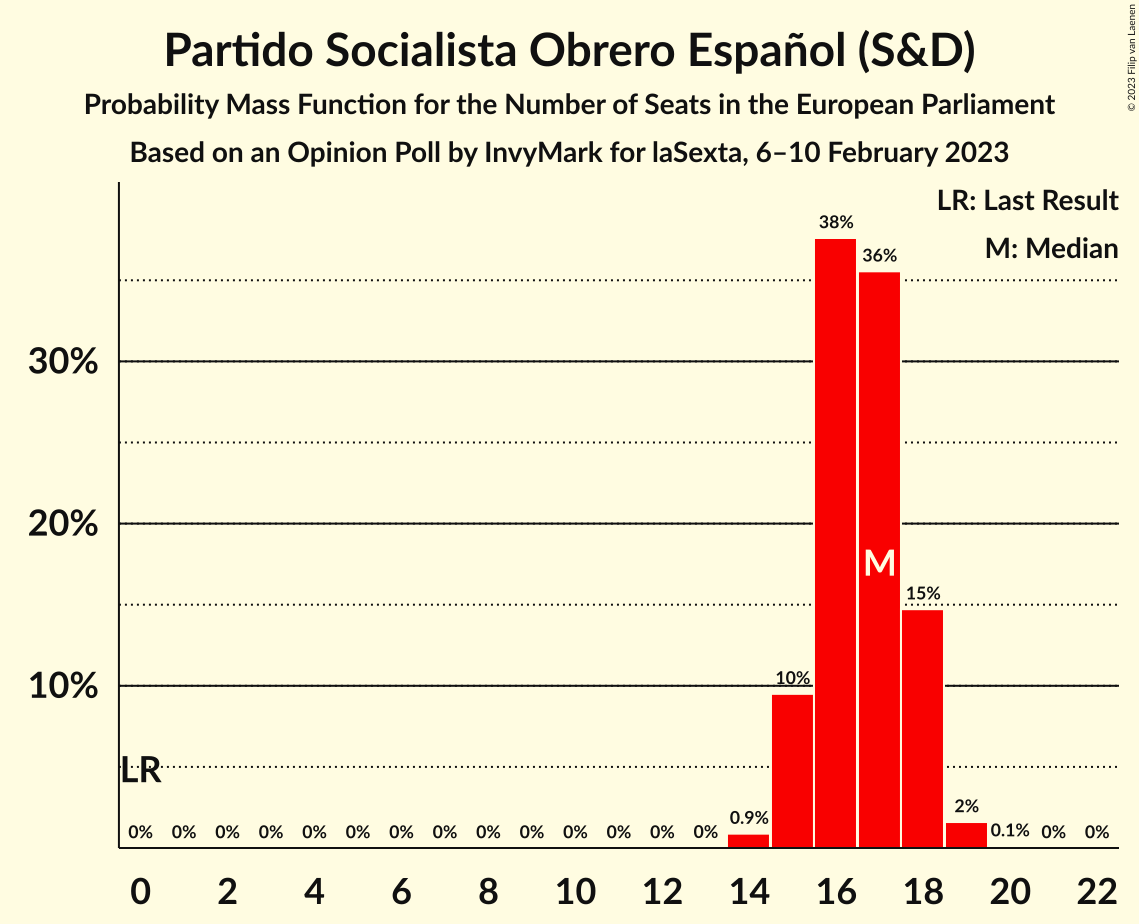 Partido Socialista Obrero Español (S&D)
Probability Mass Function for the Number of Seats in the European Parliament
Based on an Opinion Poll by InvyMark for laSexta, 6–10 February 2023
© 2023 Filip van Laenen
LR: Last Result
M: Median
38%
36%
30%
20%
M
15%
10%
10%
LR
2%
0.9%
0% 0% 0% 0% 0% 0% 0% 0% 0% 0% 0% 0% 0% 0% 0.1% 0% 0%
0 2 4 6 8 10 12 14 16 18 20 22